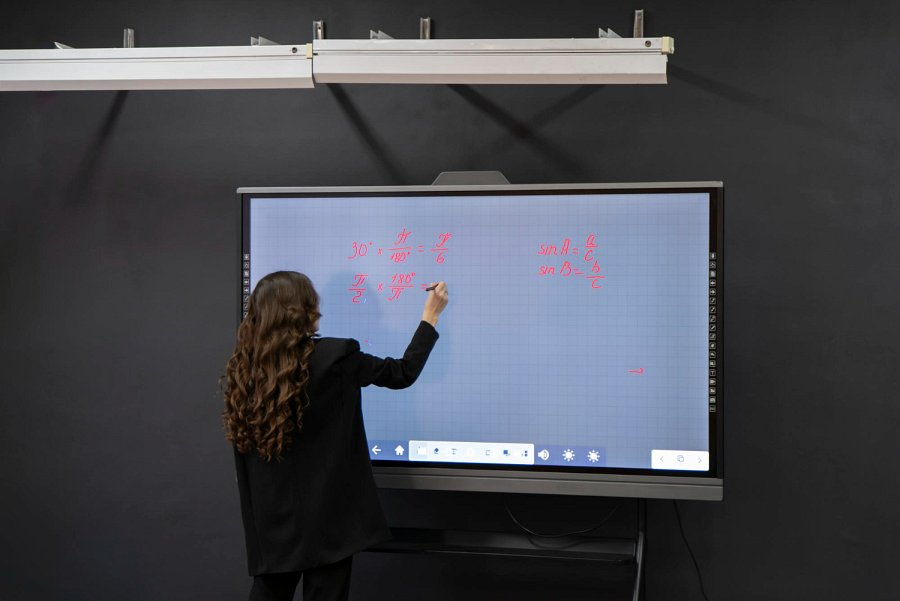 30° × π/180° = π/6
π/2 × 180°/π =
sin A = a/c
sin B = b/c